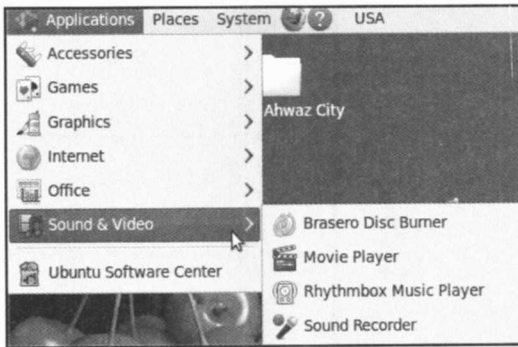 Applications Places System ? USA
Accessories
Games
Graphics
Internet
Office
Sound & Video
Ubuntu Software Center
Ahwaz City
Brasero Disc Burner
Movie Player
Rhythmbox Music Player
Sound Recorder